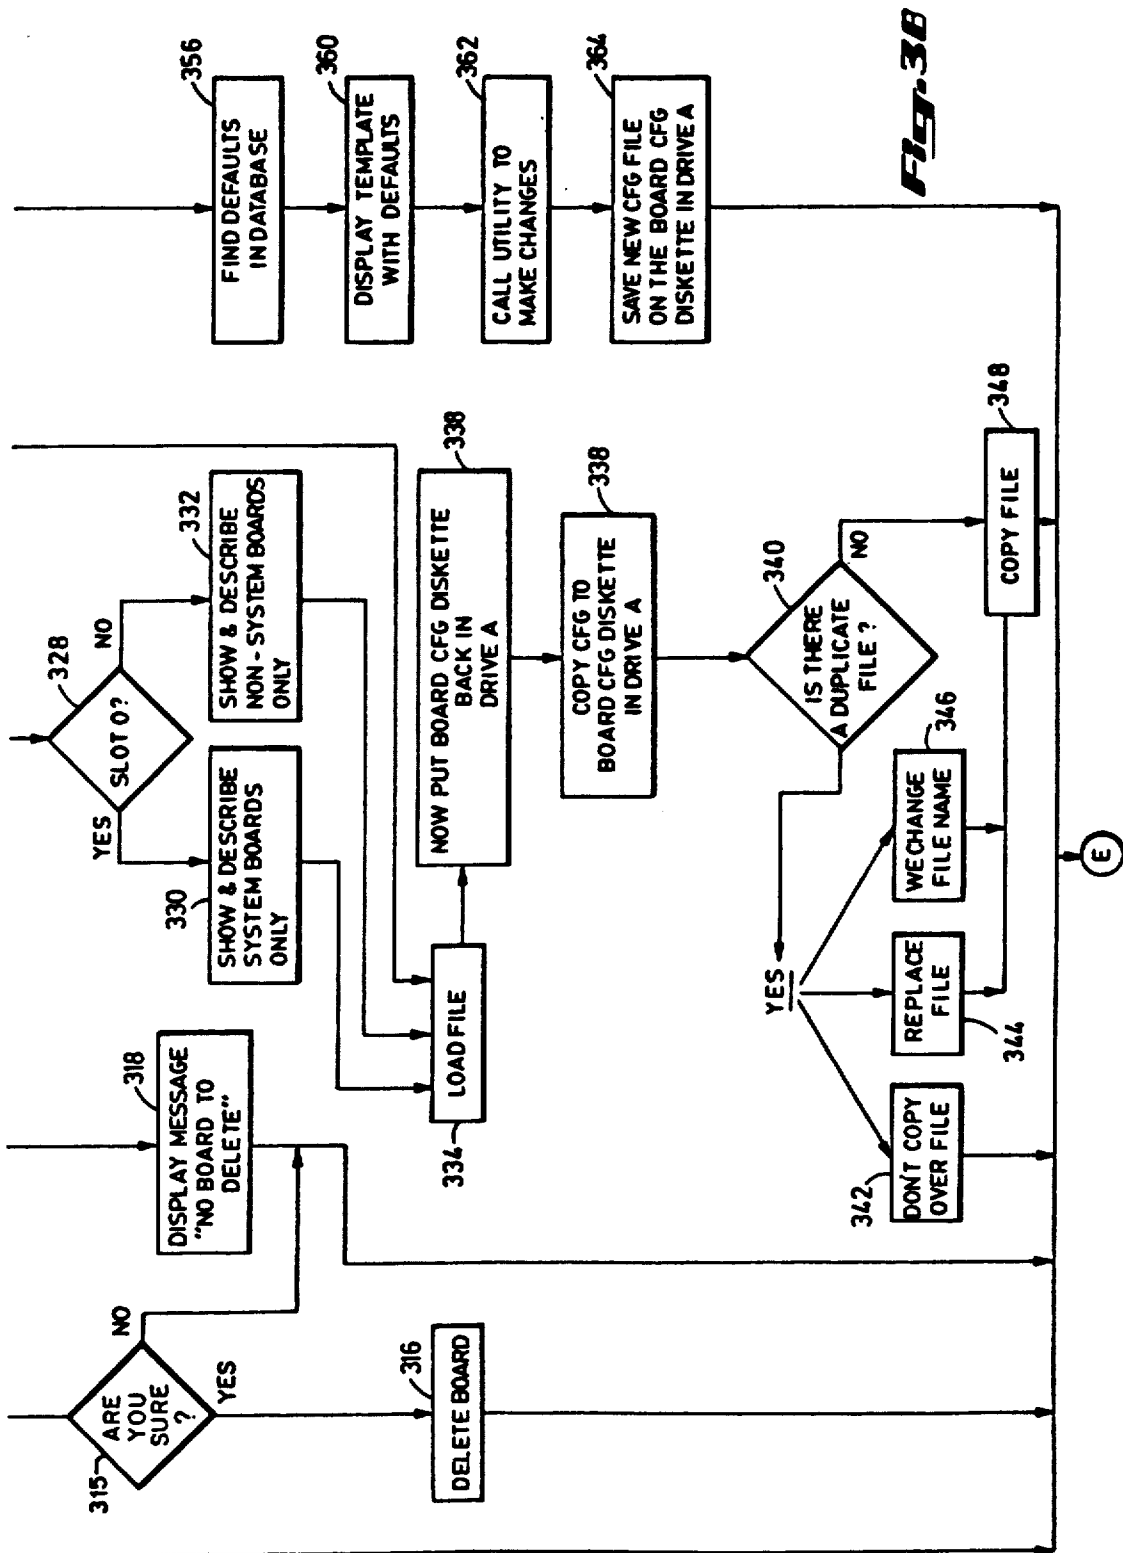 315
ARE
YOU
SURE
?
NO
YES
316
DELETE BOARD
318
DISPLAY MESSAGE
"NO BOARD TO
DELETE"
328
SLOT 0?
YES
NO
330
SHOW & DESCRIBE
SYSTEM BOARDS
ONLY
332
SHOW & DESCRIBE
NON-SYSTEM BOARDS
ONLY
334
LOAD FILE
338
NOW PUT BOARD CFG DISKETTE
BACK IN
DRIVE A
338
COPY CFG TO
BOARD CFG DISKETTE
IN DRIVE A
340
IS THERE
A DUPLICATE
FILE ?
NO
YES
342
DON'T COPY
OVER FILE
344
REPLACE
FILE
346
WE CHANGE
FILE NAME
348
COPY FILE
356
FIND DEFAULTS
IN DATABASE
360
DISPLAY TEMPLATE
WITH DEFAULTS
362
CALL UTILITY TO
MAKE CHANGES
364
SAVE NEW CFG FILE
ON THE BOARD CFG
DISKETTE IN DRIVE A
E
Fig. 3B